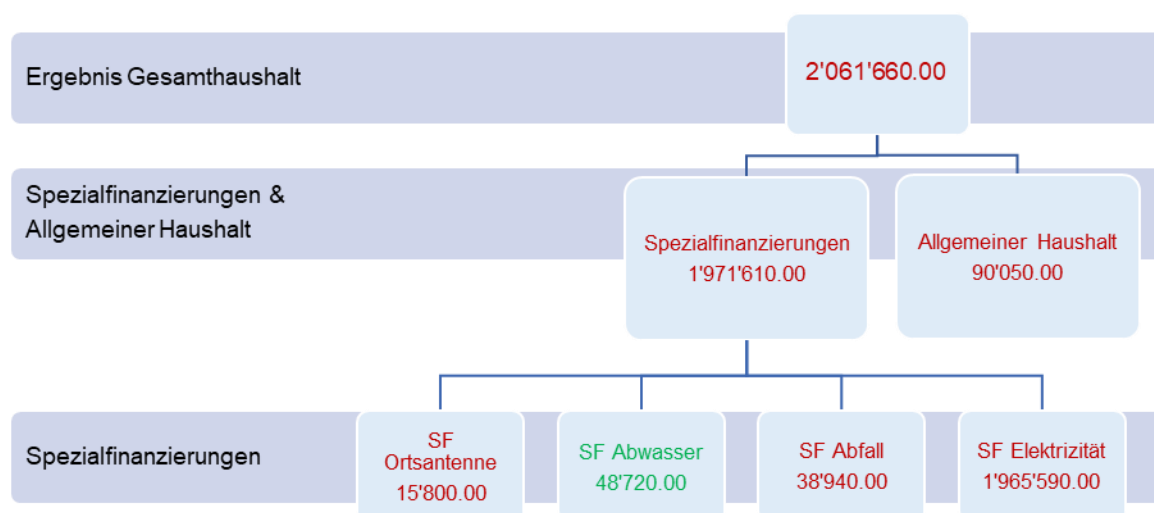 Ergebnis Gesamthaushalt
2'061'660.00
Spezialfinanzierungen &
Allgemeiner Haushalt
Spezialfinanzierungen
1'971'610.00
Allgemeiner Haushalt
90'050.00
Spezialfinanzierungen
SF
Ortsantenne
15'800.00
SF Abwasser
48'720.00
SF Abfall
38'940.00
SF Elektrizität
1'965'590.00